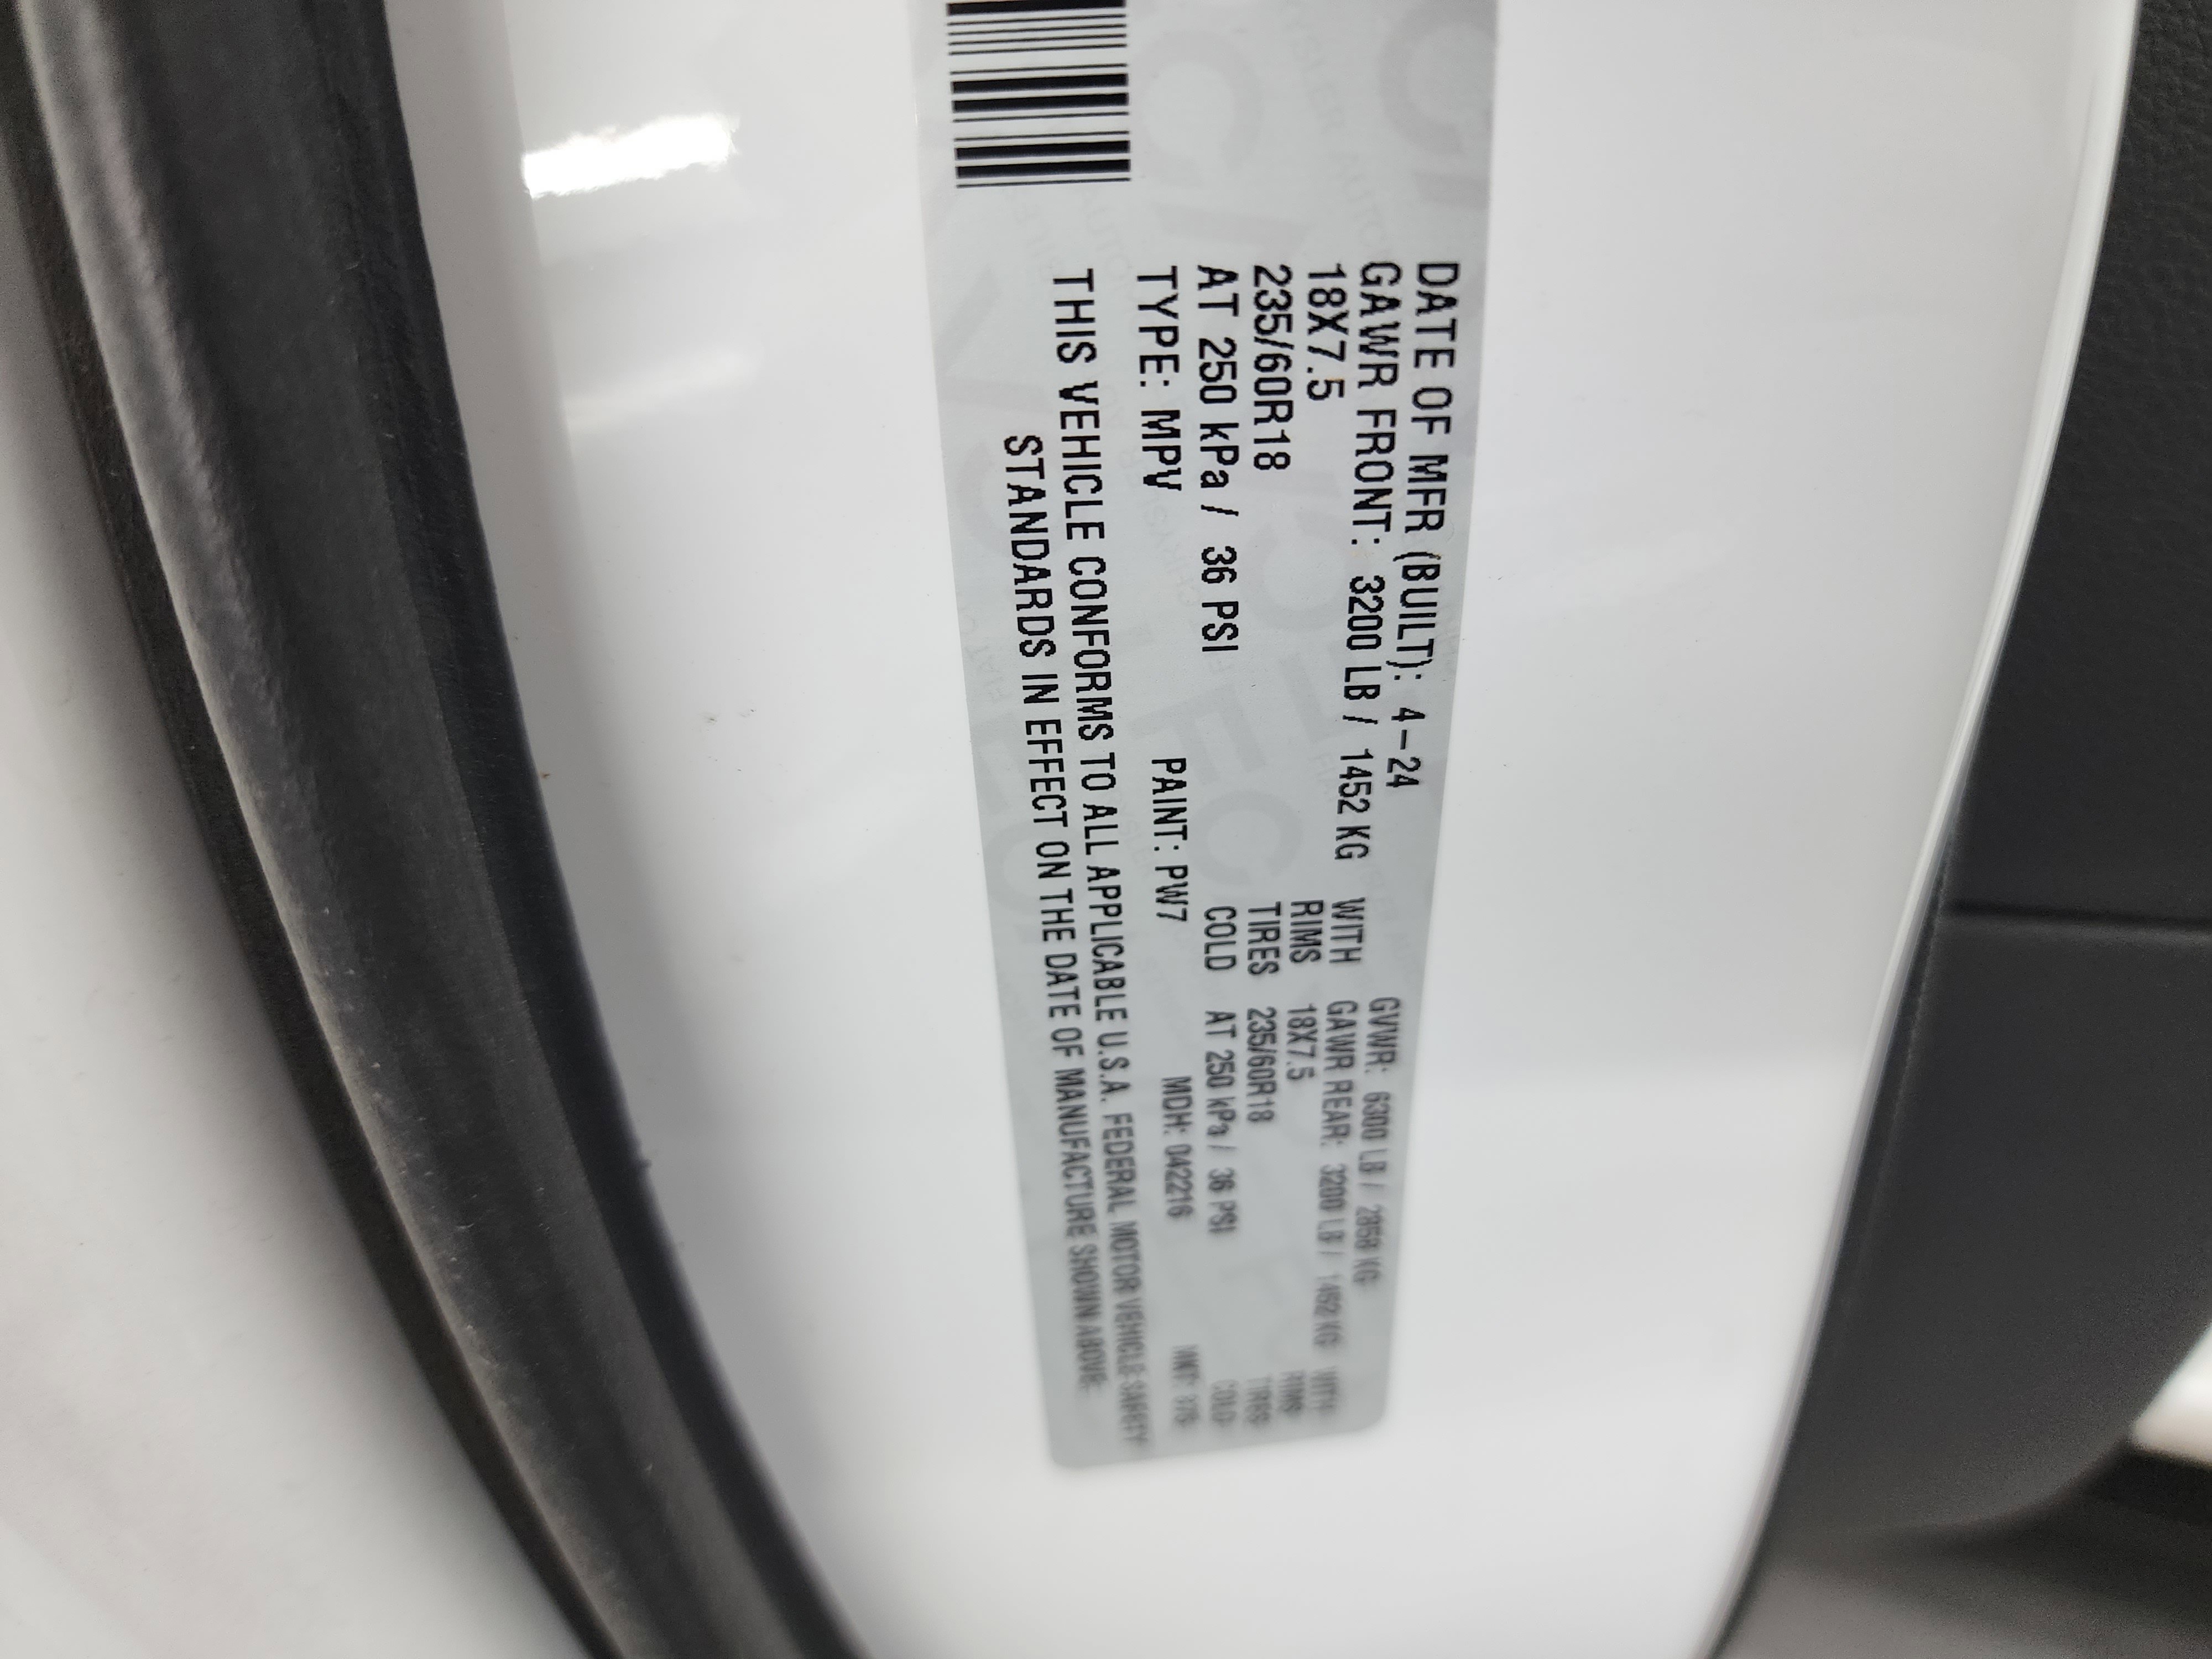 DATE OF MFR (BUILT): 4-24 GVWR: 6300 LB / 2858 KG
GAWR FRONT: 3200 LB / 1452 KG WITH GAWR REAR: 3200 LB / 1452 KG WITH
18X7.5 RIMS 18X7.5 RIMS
235/60R18 TIRES 235/60R18 TIRES
AT 250 kPa / 36 PSI COLD AT 250 kPa / 36 PSI COLD
TYPE: MPV PAINT: PW7 MDH: 042216
THIS VEHICLE CONFORMS TO ALL APPLICABLE U.S.A. FEDERAL MOTOR VEHICLE SAFETY
STANDARDS IN EFFECT ON THE DATE OF MANUFACTURE SHOWN ABOVE.